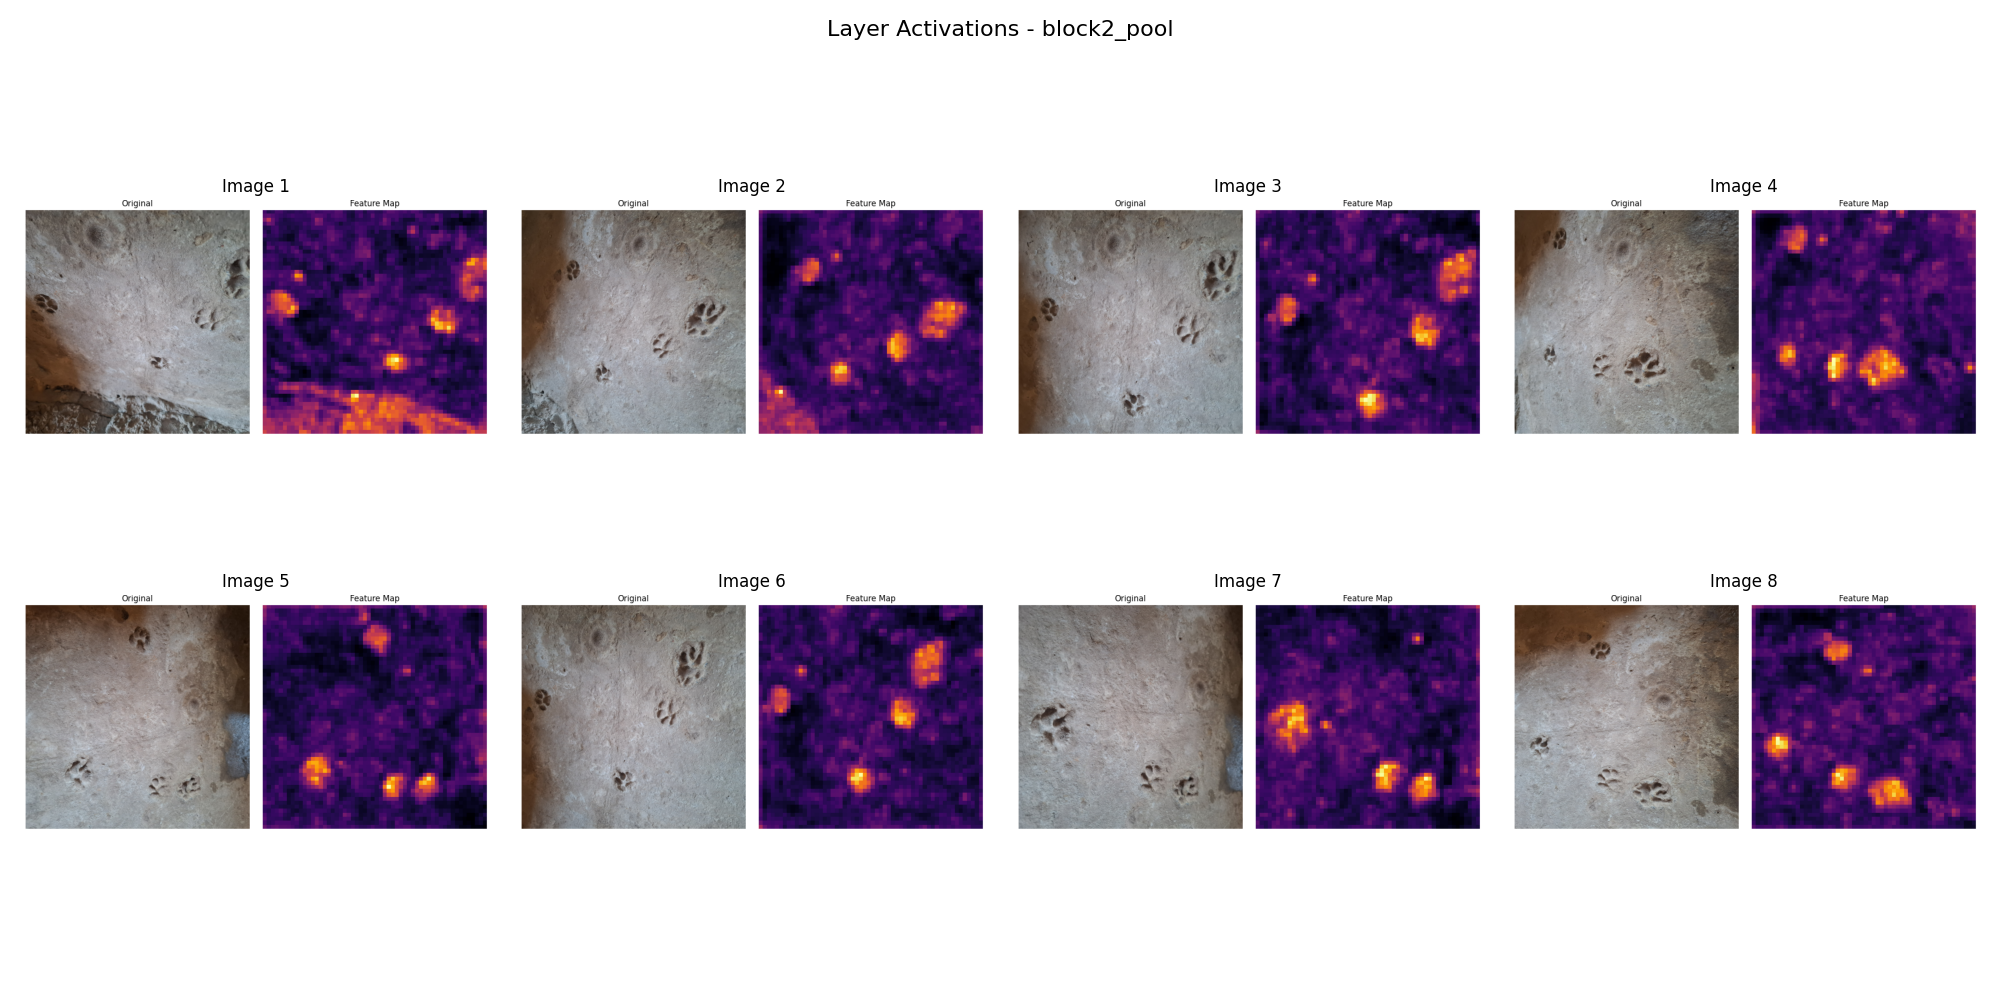 Layer Activations - block2_pool
Image 1 Image 2 Image 3 Image 4
Original Feature Map Original Feature Map Original Feature Map Original Feature Map
Image 5 Image 6 Image 7 Image 8
Original Feature Map Original Feature Map Original Feature Map Original Feature Map